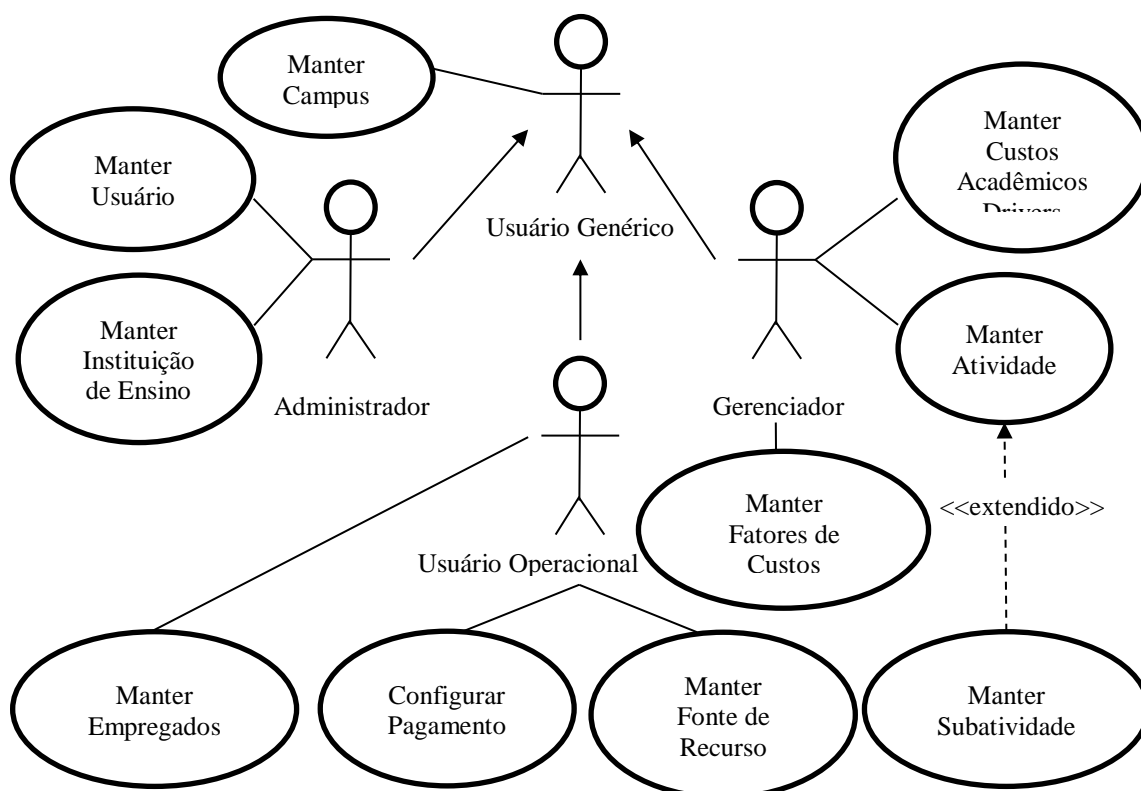 Manter
Campus
Manter
Usuário
Manter
Custos
Acadêmicos
Drivers
Usuário Genérico
Manter
Instituição
de Ensino
Manter
Atividade
Administrador
Gerenciador
Manter
Fatores de
Custos
<<extendido>>
Usuário Operacional
Manter
Empregados
Configurar
Pagamento
Manter
Fonte de
Recurso
Manter
Subatividade